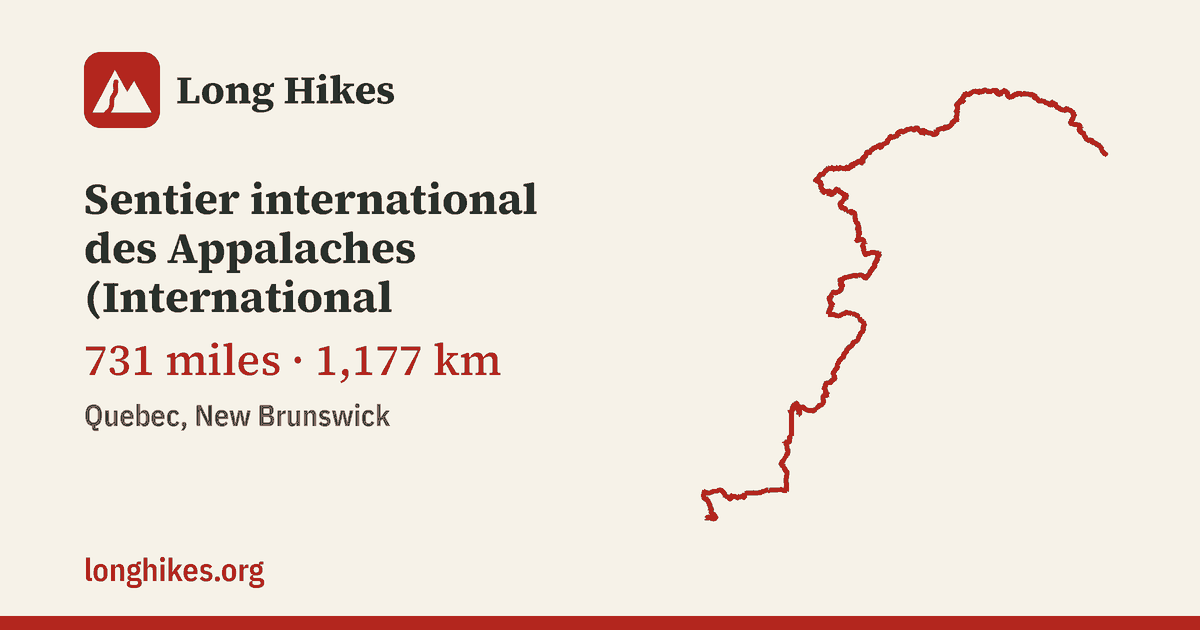 Long Hikes
Sentier international
des Appalaches
(International
731 miles · 1,177 km
Quebec, New Brunswick
longhikes.org